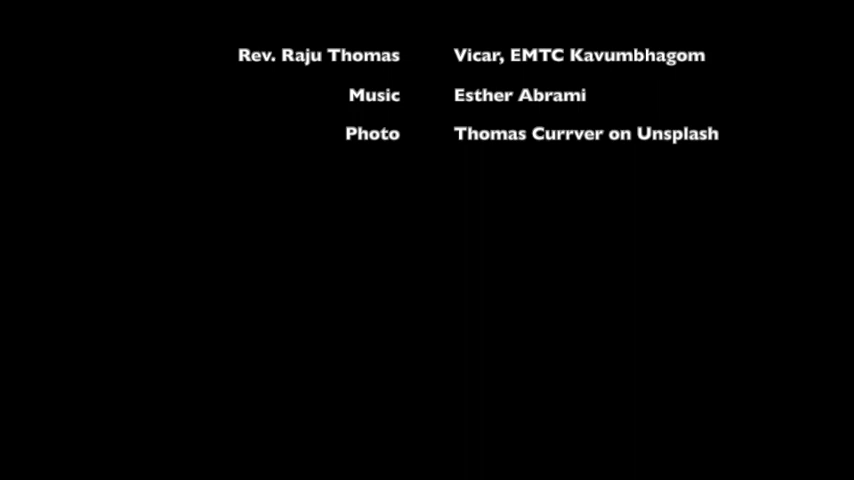 Rev. Raju Thomas Vicar, EMTC Kavumbhagom
Music Esther Abrami
Photo Thomas Currver on Unsplash